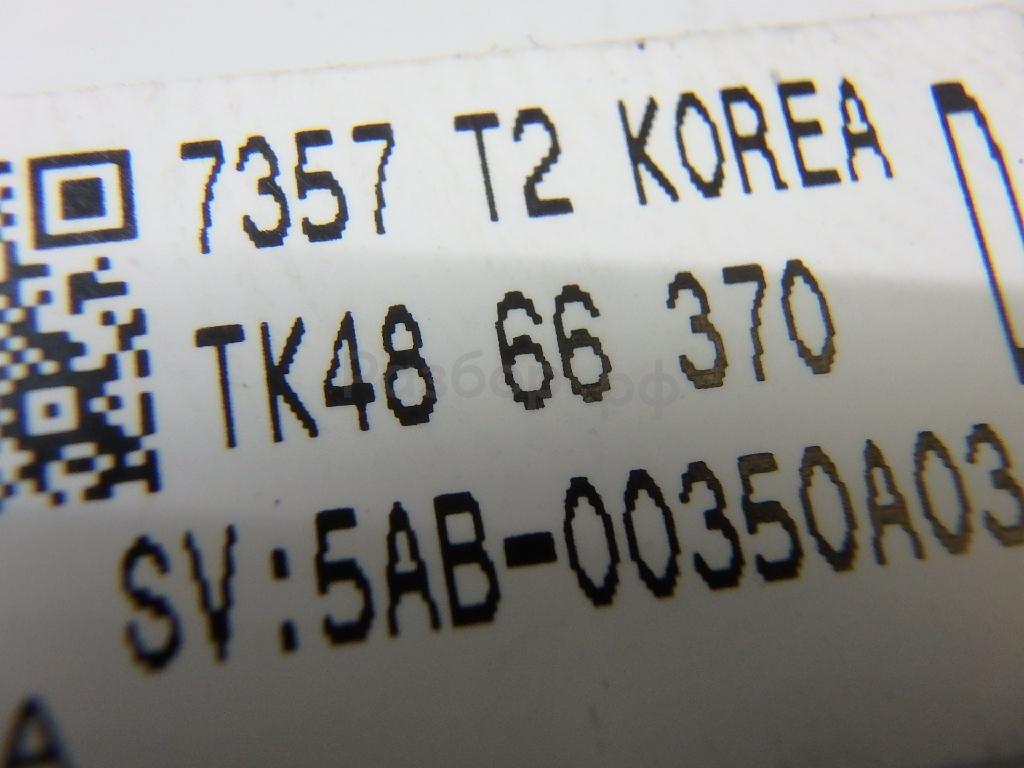 7357 T2 KOREA
TK48 66 370
SV:5AB-00350A03
A